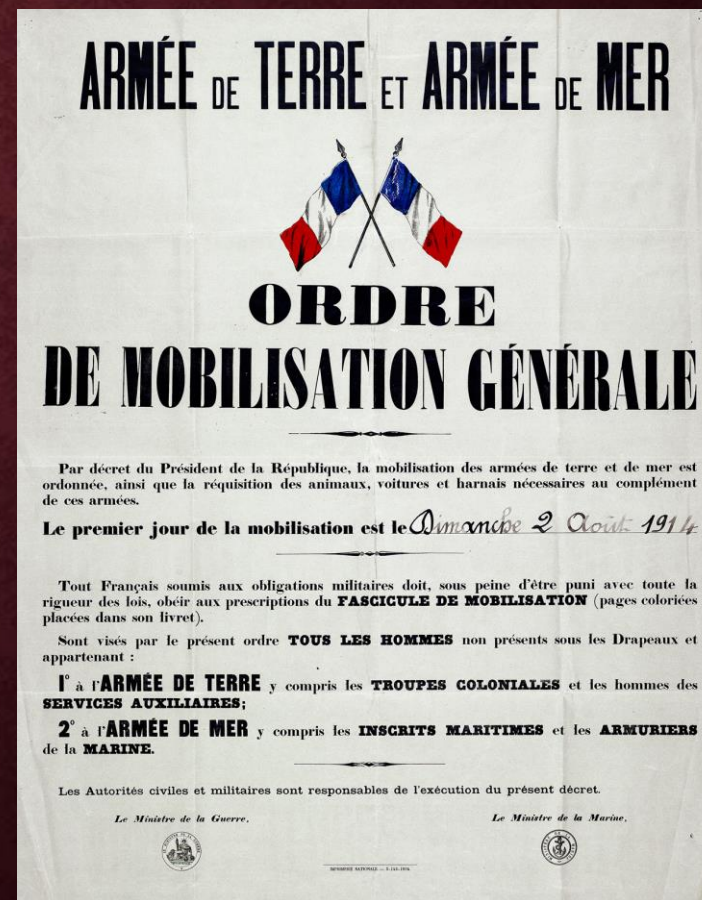 ARMÉE DE TERRE ET ARMÉE DE MER
ORDRE
DE MOBILISATION GÉNÉRALE
Par décret du Président de la République, la mobilisation des armées de terre et de mer est
ordonnée, ainsi que la réquisition des animaux, voitures et harnais nécessaires au complément
de ces armées.
Le premier jour de la mobilisation est le Dimanche 2 Août 1914
Tout Français soumis aux obligations militaires doit, sous peine d'être puni avec toute la
rigueur des lois, obéir aux prescriptions du FASCICULE DE MOBILISATION (pages coloriées
placées dans son livret).
Sont visés par le présent ordre TOUS LES HOMMES non présents sous les Drapeaux et
appartenant :
1° à l'ARMÉE DE TERRE y compris les TROUPES COLONIALES et les hommes des
SERVICES AUXILIAIRES;
2° à l'ARMÉE DE MER y compris les INSCRITS MARITIMES et les ARMURIERS
de la MARINE.
Les Autorités civiles et militaires sont responsables de l'exécution du présent décret.
Le Ministre de la Guerre,
Le Ministre de la Marine,
IMPRIMERIE NATIONALE